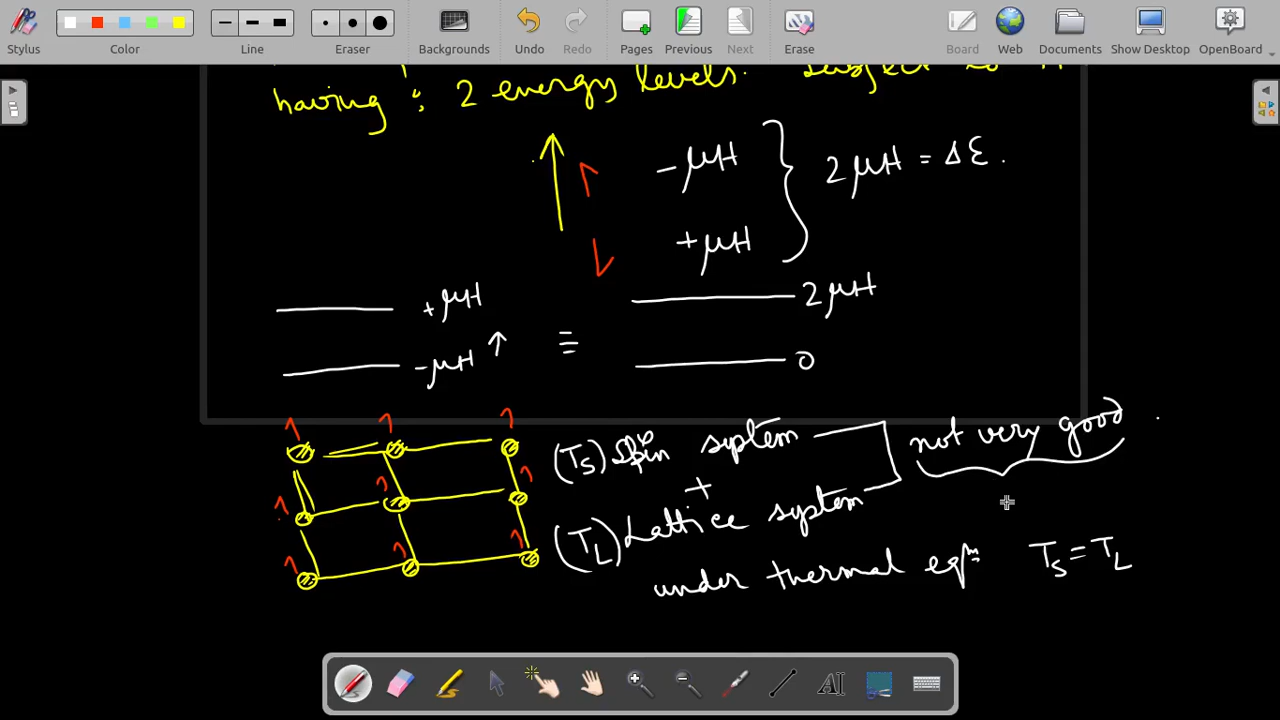 Stylus Color Line Eraser Backgrounds Undo Redo Pages Previous Next Erase Board Web Documents Show Desktop OpenBoard
having : 2 energy levels.
-μH
2μH = Δε.
+μH
+μH
2μH
-μH ↑ ≡
0
(Ts) Spin system
not very good
+
(TL) Lattice system
under thermal eqm Ts = TL